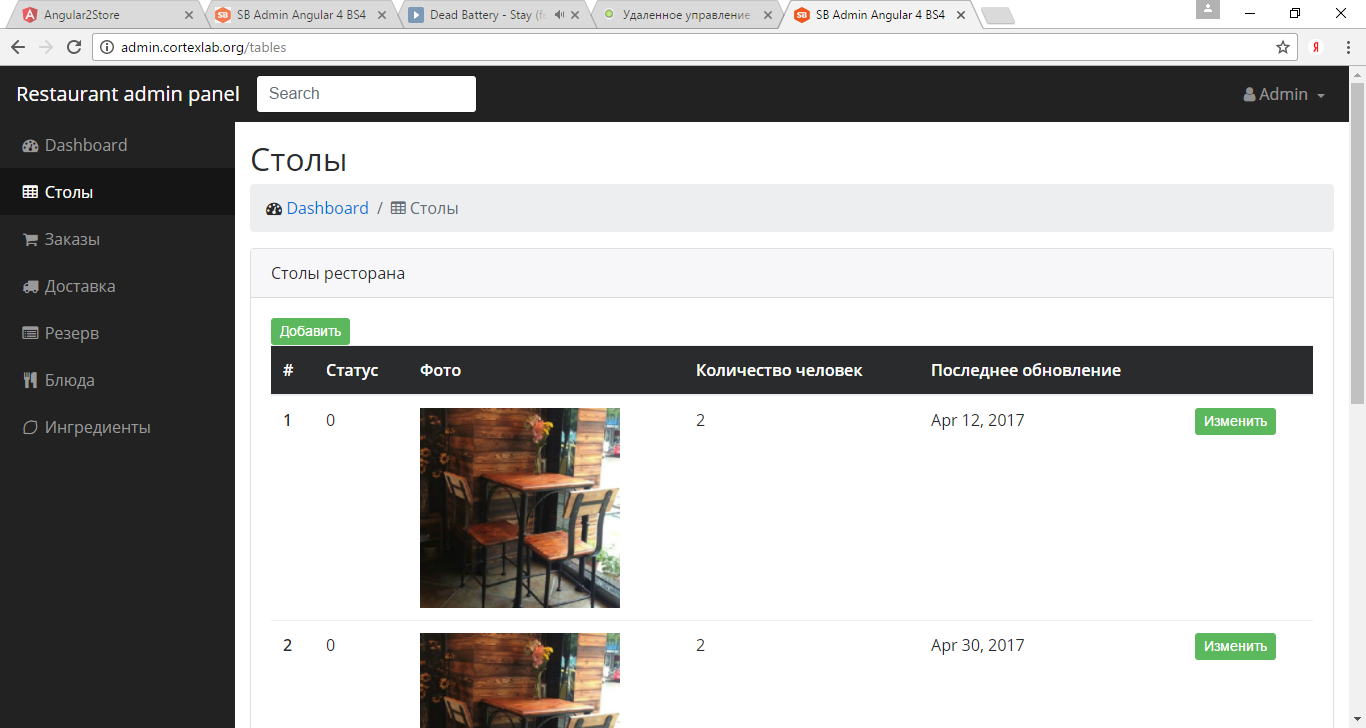 Angular2Store
SB Admin Angular 4 BS4
Dead Battery - Stay (fe
Удаленное управление
SB Admin Angular 4 BS4
admin.cortexlab.org/tables
Restaurant admin panel
Search
Admin
Dashboard
Столы
Заказы
Доставка
Резерв
Блюда
Ингредиенты
Столы
Dashboard / Столы
Столы ресторана
Добавить
# Статус Фото Количество человек Последнее обновление
1 0 2 Apr 12, 2017 Изменить
2 0 2 Apr 30, 2017 Изменить